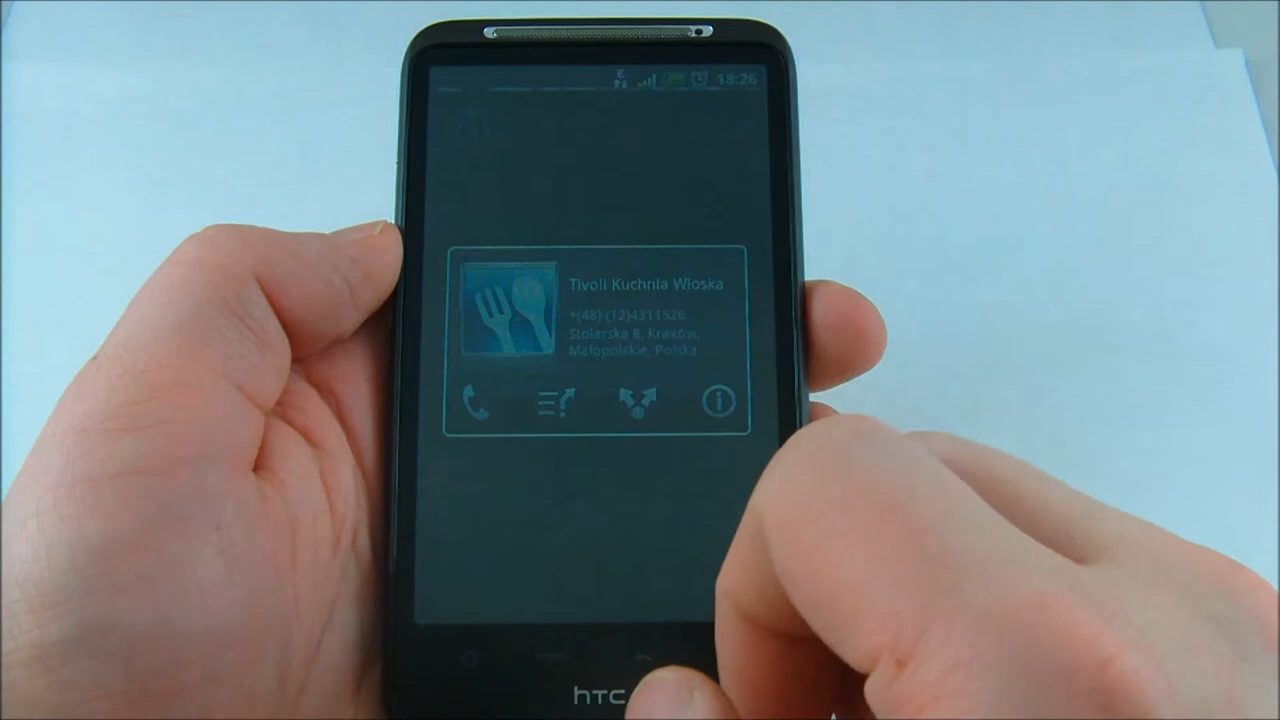 E
18:26
Tivoli Kuchnia Włoska
+(48)-(12)4311526
Stolarska 8, Kraków,
Małopolskie, Polska
hTC